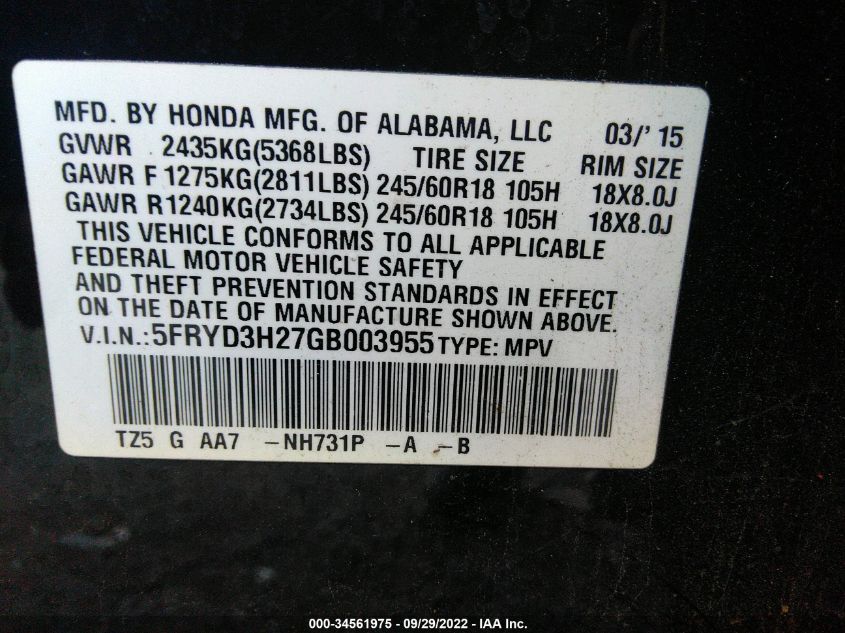 MFD. BY HONDA MFG. OF ALABAMA, LLC 03/' 15
GVWR 2435KG(5368LBS) TIRE SIZE RIM SIZE
GAWR F 1275KG(2811LBS) 245/60R18 105H 18X8.0J
GAWR R1240KG(2734LBS) 245/60R18 105H 18X8.0J
THIS VEHICLE CONFORMS TO ALL APPLICABLE
FEDERAL MOTOR VEHICLE SAFETY
AND THEFT PREVENTION STANDARDS IN EFFECT
ON THE DATE OF MANUFACTURE SHOWN ABOVE.
V.I.N.:5FRYD3H27GB003955 TYPE: MPV
TZ5 G AA7 -NH731P -A -B
000-34561975 - 09/29/2022 - IAA Inc.